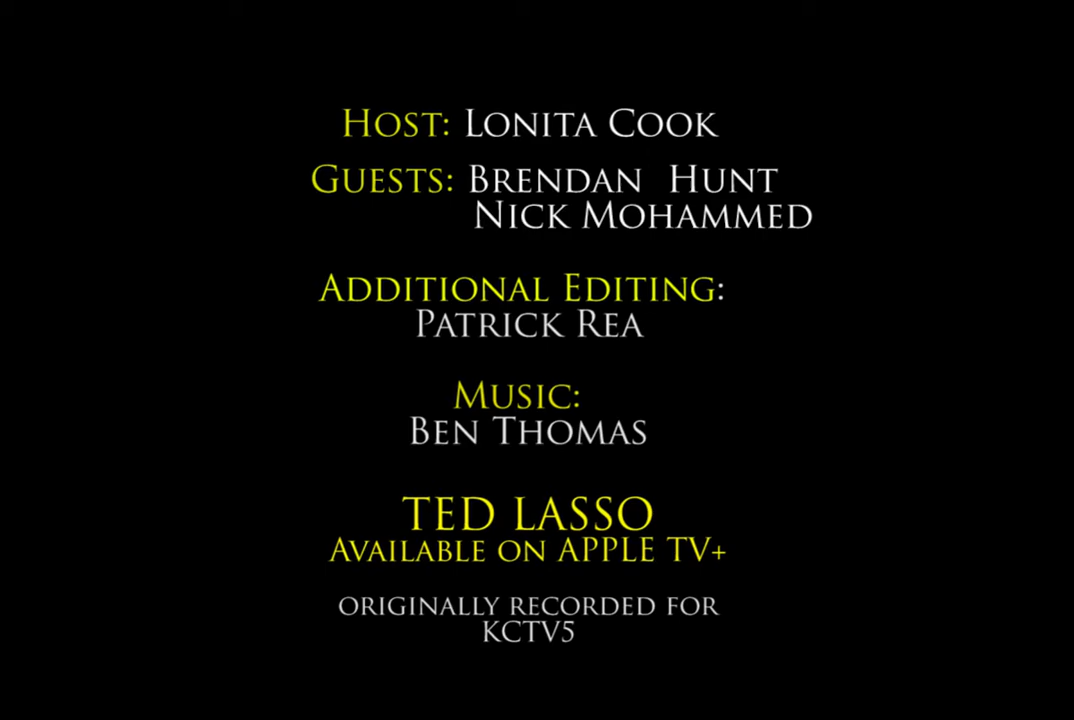 HOST: LONITA COOK
GUESTS: BRENDAN HUNT
NICK MOHAMMED
ADDITIONAL EDITING:
PATRICK REA
MUSIC:
BEN THOMAS
TED LASSO
AVAILABLE ON APPLE TV+
ORIGINALLY RECORDED FOR
KCTV5